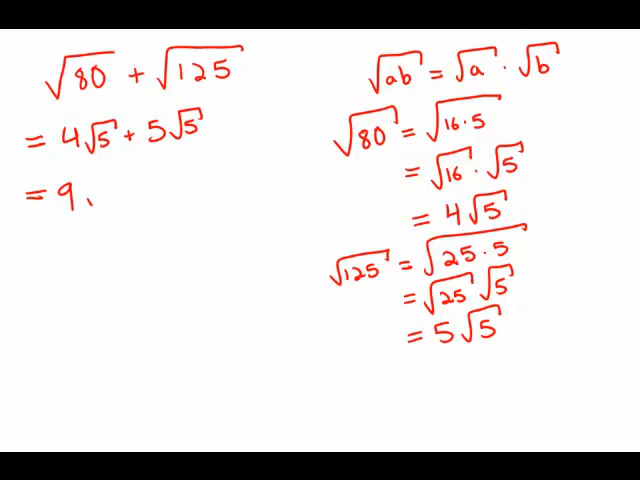 √80 + √125
= 4√5 + 5√5
= 9
√ab = √a · √b
√80 = √16·5
= √16 · √5
= 4√5
√125 = √25·5
= √25 √5
= 5√5